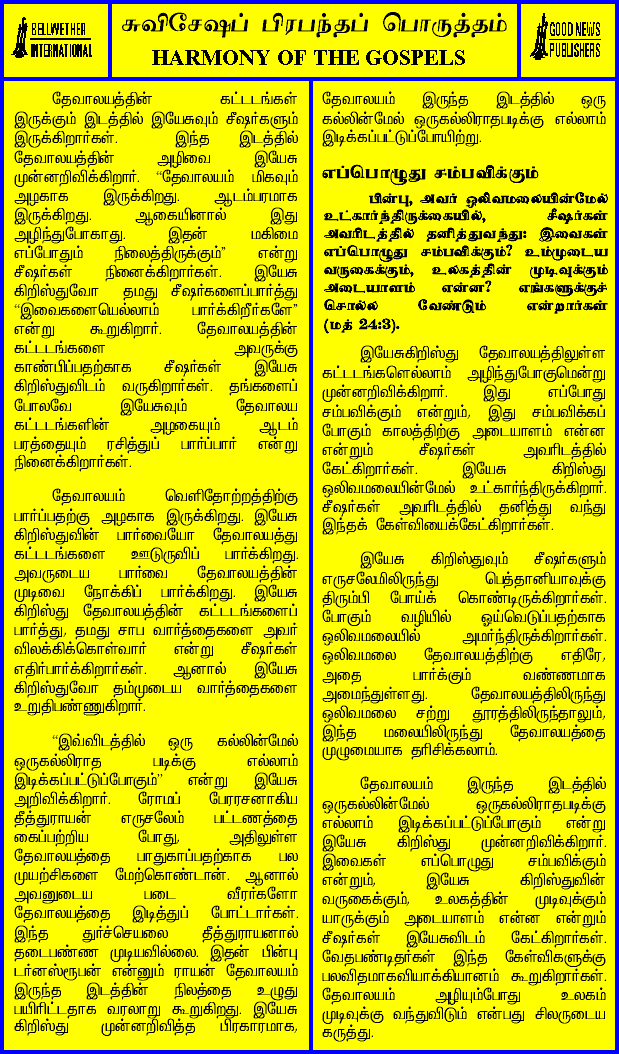 BELLWETHER
INTERNATIONAL
சுவிசேஷப் பிரபந்தப் பொருத்தம்
HARMONY OF THE GOSPELS
GOOD NEWS
PUBLISHERS
தேவாலயத்தின் கட்டடங்கள்
இருக்கும் இடத்தில் இயேசுவும் சீஷர்களும்
இருக்கிறார்கள். இந்த இடத்தில்
தேவாலயத்தின் அழிவை இயேசு
முன்னறிவிக்கிறார். “தேவாலயம் மிகவும்
அழகாக இருக்கிறது. ஆடம்பரமாக
இருக்கிறது. ஆகையினால் இது
அழிந்துபோகாது. இதன் மகிமை
எப்போதும் நிலைத்திருக்கும்” என்று
சீஷர்கள் நினைக்கிறார்கள். இயேசு
கிறிஸ்துவோ தமது சீஷர்களைப்பார்த்து
“இவைகளையெல்லாம் பார்க்கிறீர்களே”
என்று கூறுகிறார். தேவாலயத்தின்
கட்டடங்களை அவருக்கு
காண்பிப்பதற்காக சீஷர்கள் இயேசு
கிறிஸ்துவிடம் வருகிறார்கள். தங்களைப்
போலவே இயேசுவும் தேவாலய
கட்டடங்களின் அழகையும் ஆடம்
பரத்தையும் ரசித்துப் பார்ப்பார் என்று
நினைக்கிறார்கள்.
தேவாலயம் வெளிதோற்றத்திற்கு
பார்ப்பதற்கு அழகாக இருக்கிறது. இயேசு
கிறிஸ்துவின் பார்வையோ தேவாலயத்து
கட்டடங்களை ஊடுருவிப் பார்க்கிறது.
அவருடைய பார்வை தேவாலயத்தின்
முடிவை நோக்கிப் பார்க்கிறது. இயேசு
கிறிஸ்து தேவாலயத்தின் கட்டடங்களைப்
பார்த்து, தமது சாப வார்த்தைகளை அவர்
விலக்கிக்கொள்வார் என்று சீஷர்கள்
எதிர்பார்க்கிறார்கள். ஆனால் இயேசு
கிறிஸ்துவோ தம்முடைய வார்த்தைகளை
உறுதிபண்ணுகிறார்.
“இவ்விடத்தில் ஒரு கல்லின்மேல்
ஒருகல்லிராத படிக்கு எல்லாம்
இடிக்கப்பட்டுப்போகும்” என்று இயேசு
அறிவிக்கிறார். ரோமப் பேரரசனாகிய
தீத்துராயன் எருசலேம் பட்டணத்தை
கைப்பற்றிய போது, அதிலுள்ள
தேவாலயத்தை பாதுகாப்பதற்காக பல
முயற்சிகளை மேற்கொண்டான். ஆனால்
அவனுடைய படை வீரர்களோ
தேவாலயத்தை இடித்துப் போட்டார்கள்.
இந்த துர்ச்செயலை தீத்துராயனால்
தடைபண்ண முடியவில்லை. இதன் பின்பு
டர்னஸ்ரூபன் என்னும் ராயன் தேவாலயம்
இருந்த இடத்தின் நிலத்தை உழுது
பயிரிட்டதாக வரலாறு கூறுகிறது. இயேசு
கிறிஸ்து முன்னறிவித்த பிரகாரமாக,
தேவாலயம் இருந்த இடத்தில் ஒரு
கல்லின்மேல் ஒருகல்லிராதபடிக்கு எல்லாம்
இடிக்கப்பட்டுப்போயிற்று.
எப்பொழுது சம்பவிக்கும்
பின்பு, அவர் ஒலிவமலையின்மேல்
உட்கார்ந்திருக்கையில், சீஷர்கள்
அவரிடத்தில் தனித்துவந்து: இவைகள்
எப்பொழுது சம்பவிக்கும்? உம்முடைய
வருகைக்கும், உலகத்தின் முடிவுக்கும்
அடையாளம் என்ன? எங்களுக்குச்
சொல்ல வேண்டும் என்றார்கள்
(மத் 24:3).
இயேசுகிறிஸ்து தேவாலயத்திலுள்ள
கட்டடங்களெல்லாம் அழிந்துபோகுமென்று
முன்னறிவிக்கிறார். இது எப்போது
சம்பவிக்கும் என்றும், இது சம்பவிக்கப்
போகும் காலத்திற்கு அடையாளம் என்ன
என்றும் சீஷர்கள் அவரிடத்தில்
கேட்கிறார்கள். இயேசு கிறிஸ்து
ஒலிவமலையின்மேல் உட்கார்ந்திருக்கிறார்.
சீஷர்கள் அவரிடத்தில் தனித்து வந்து
இந்தக் கேள்வியைக்கேட்கிறார்கள்.
இயேசு கிறிஸ்துவும் சீஷர்களும்
எருசலேமிலிருந்து பெத்தானியாவுக்கு
திரும்பி போய்க் கொண்டிருக்கிறார்கள்.
போகும் வழியில் ஓய்வெடுப்பதற்காக
ஒலிவமலையில் அமர்ந்திருக்கிறார்கள்.
ஒலிவமலை தேவாலயத்திற்கு எதிரே,
அதை பார்க்கும் வண்ணமாக
அமைந்துள்ளது. தேவாலயத்திலிருந்து
ஒலிவமலை சற்று தூரத்திலிருந்தாலும்,
இந்த மலையிலிருந்து தேவாலயத்தை
முழுமையாக தரிசிக்கலாம்.
தேவாலயம் இருந்த இடத்தில்
ஒருகல்லின்மேல் ஒருகல்லிராதபடிக்கு
எல்லாம் இடிக்கப்பட்டுப்போகும் என்று
இயேசு கிறிஸ்து முன்னறிவிக்கிறார்.
இவைகள் எப்பொழுது சம்பவிக்கும்
என்றும், இயேசு கிறிஸ்துவின்
வருகைக்கும், உலகத்தின் முடிவுக்கும்
யாருக்கும் அடையாளம் என்ன என்றும்
சீஷர்கள் இயேசுவிடம் கேட்கிறார்கள்.
வேதபண்டிதர்கள் இந்த கேள்விகளுக்கு
பலவிதமாகவியாக்கியானம் கூறுகிறார்கள்.
தேவாலயம் அழியும்போது உலகம்
முடிவுக்கு வந்துவிடும் என்பது சிலருடைய
கருத்து.